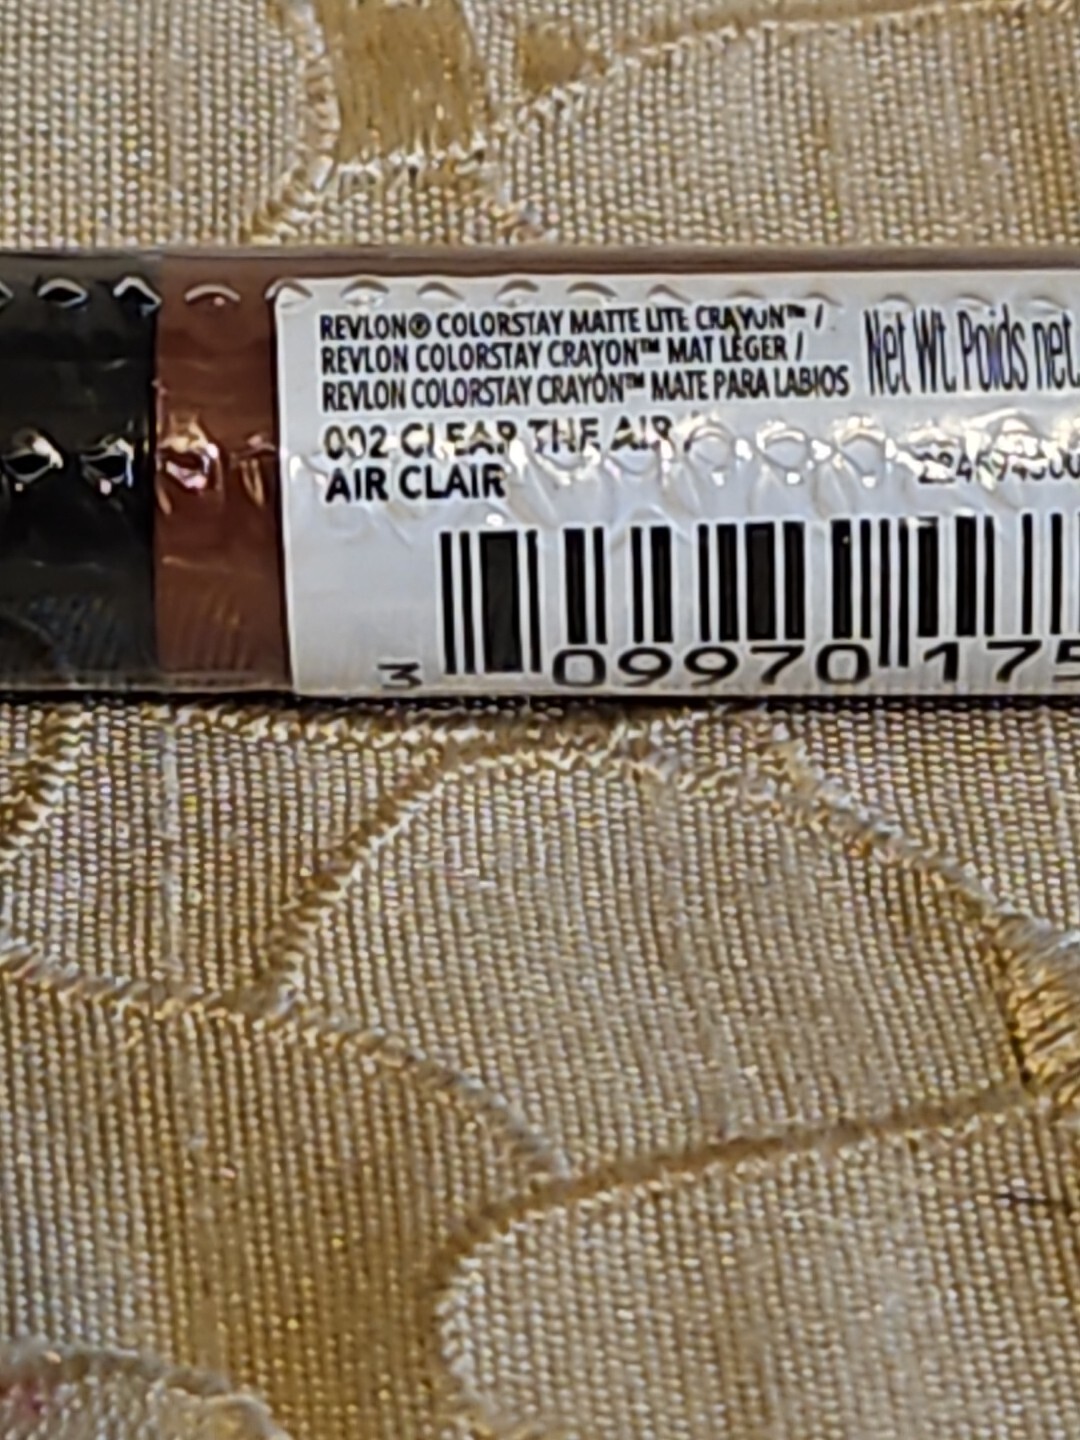 REVLON® COLORSTAY MATTE LITE CRAYON™ /
REVLON COLORSTAY CRAYON™ MAT LÉGER /
REVLON COLORSTAY CRAYON™ MATE PARA LABIOS
002 CLEAR THE AIR /
AIR CLAIR
Net Wt. Poids net.
3 09970 175